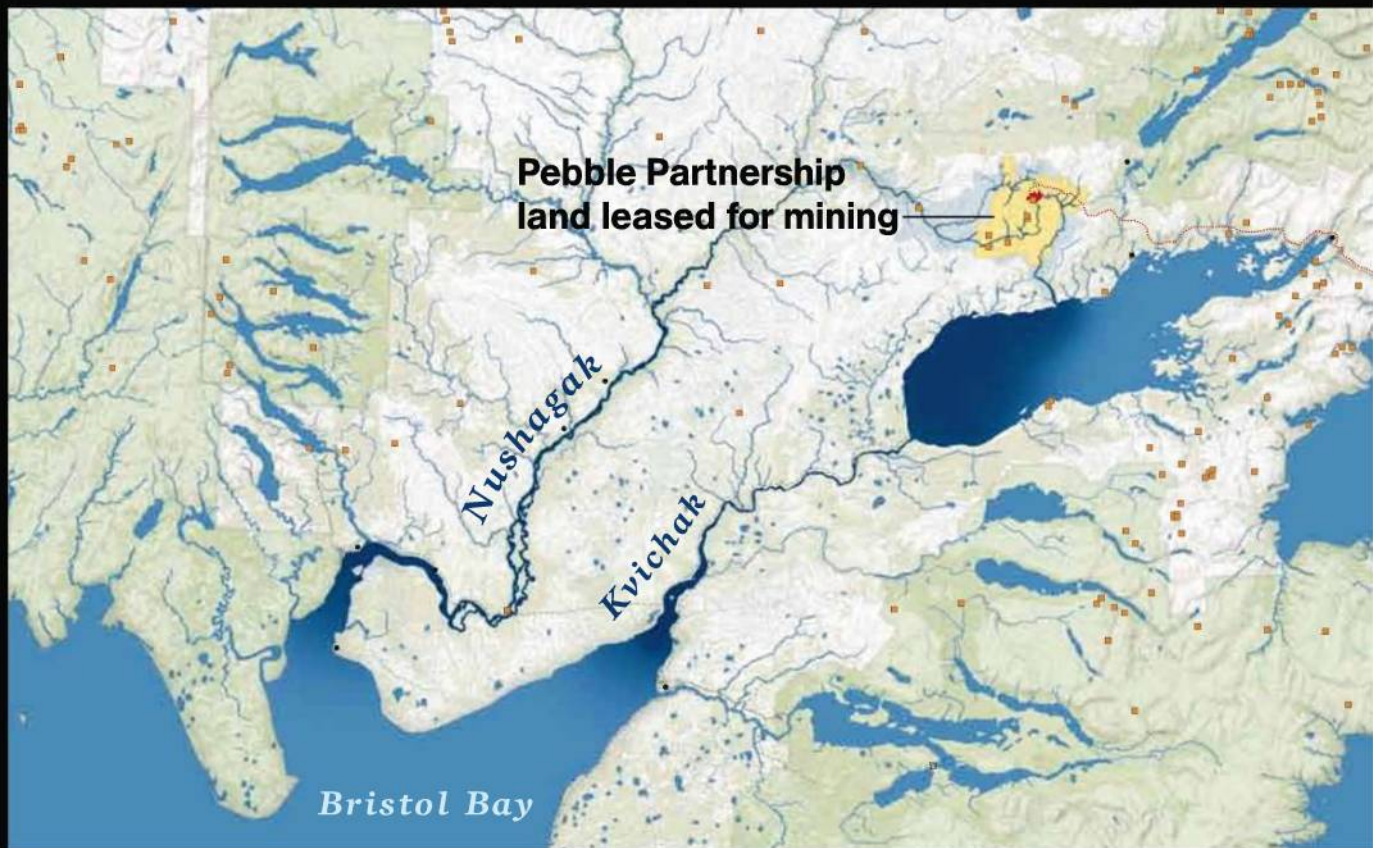 Pebble Partnership
land leased for mining
Nushagak
Kvichak
Bristol Bay